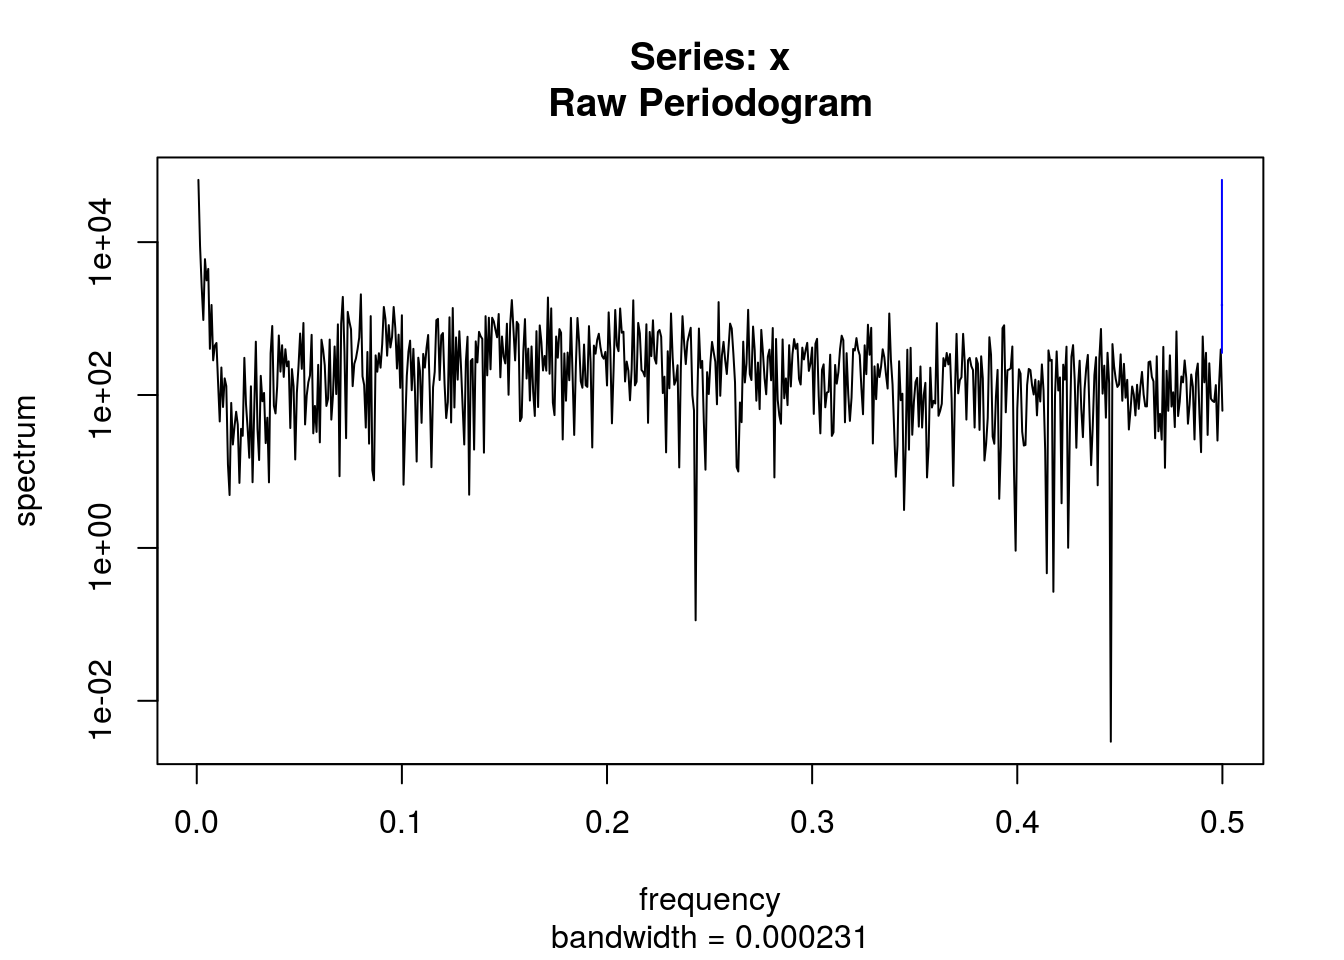 Series: x
Raw Periodogram
spectrum
1e+04
1e+02
1e+00
1e-02
0.0 0.1 0.2 0.3 0.4 0.5
frequency
bandwidth = 0.000231